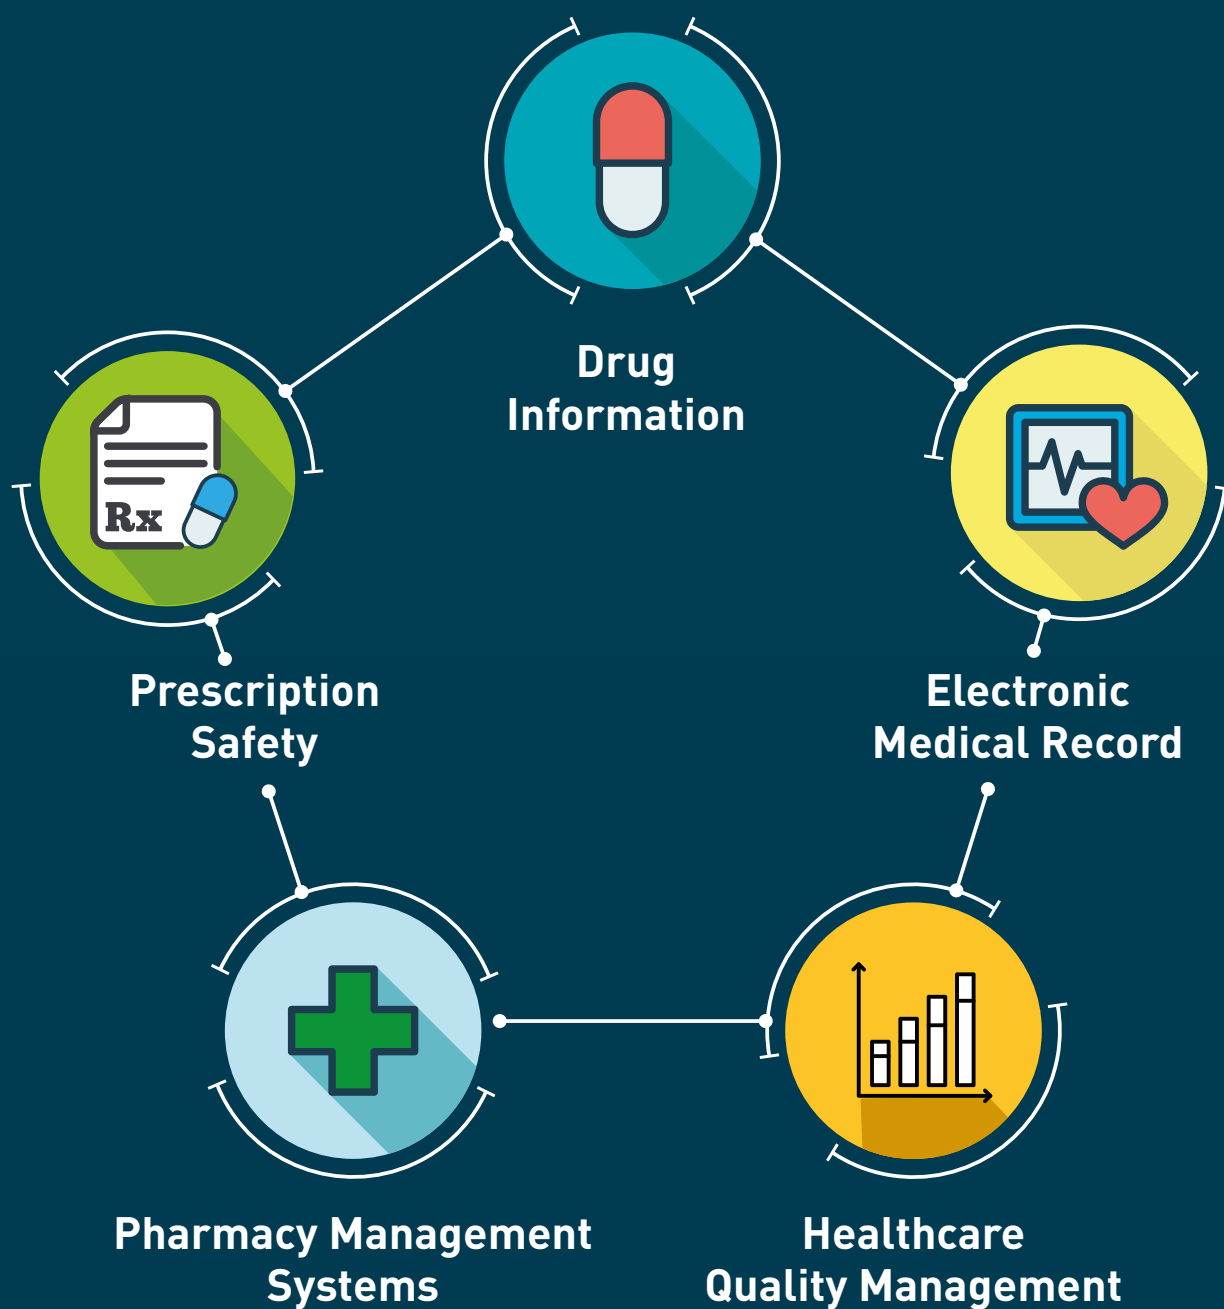 Drug
Information
Rx
Prescription
Safety
Electronic
Medical Record
Pharmacy Management
Systems
Healthcare
Quality Management